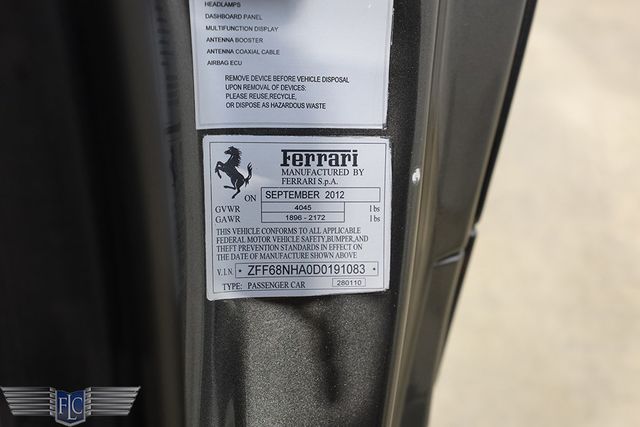 HEADLAMPS
DASHBOARD PANEL
MULTIFUNCTION DISPLAY
ANTENNA BOOSTER
ANTENNA COAXIAL CABLE
AIRBAG ECU
REMOVE DEVICE BEFORE VEHICLE DISPOSAL
UPON REMOVAL OF DEVICES:
PLEASE REUSE,RECYCLE,
OR DISPOSE AS HAZARDOUS WASTE
Ferrari
MANUFACTURED BY
FERRARI S.p.A.
ON SEPTEMBER 2012
GVWR 4045 lbs
GAWR 1896 - 2172 lbs
THIS VEHICLE CONFORMS TO ALL APPLICABLE
FEDERAL MOTOR VEHICLE SAFETY,BUMPER,AND
THEFT PREVENTION STANDARDS IN EFFECT ON
THE DATE OF MANUFACTURE SHOWN ABOVE
V.I.N. * ZFF68NHA0D0191083 *
TYPE: PASSENGER CAR 280110
FLC